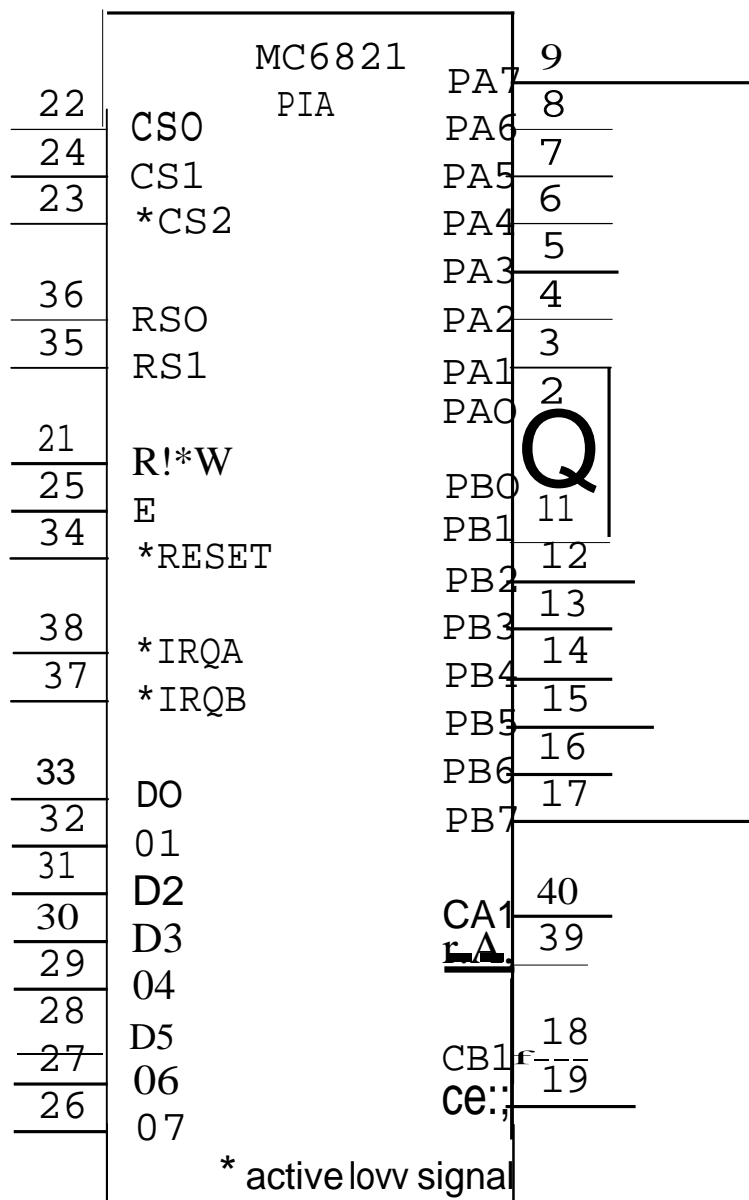 MC6821
PIA
22 CS0
24 CS1
23 *CS2
36 RS0
35 RS1
21 R!*W
25 E
34 *RESET
38 *IRQA
37 *IRQB
33 D0
32 01
31 D2
30 D3
29 04
28 D5
27 06
26 07
PA7 9
PA6 8
PA5 7
PA4 6
PA3 5
PA2 4
PA1 3
PA0 2
Q
PB0
PB1 11
PB2 12
PB3 13
PB4 14
PB5 15
PB6 16
PB7 17
CA1 40
r.A. 39
CB1 f--- 18
ce:; 19
* active lovv signal